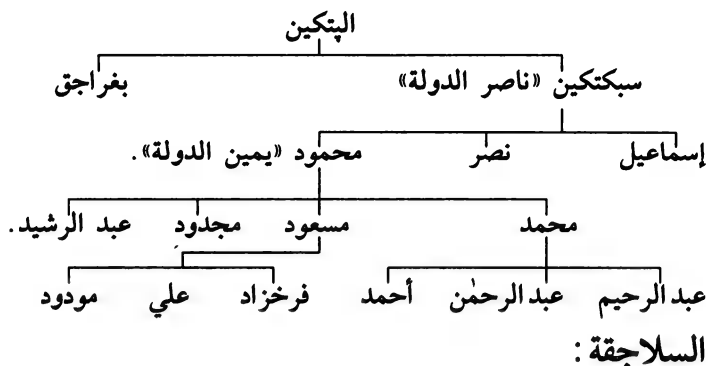 الپتكين
سبكتكين «ناصر الدولة» بغراجق
إسماعيل نصر محمود «يمين الدولة».
محمد مسعود مجدود عبد الرشيد.
عبد الرحيم عبد الرحمٰن أحمد فرخزاد علي مودود
السلاجقة :